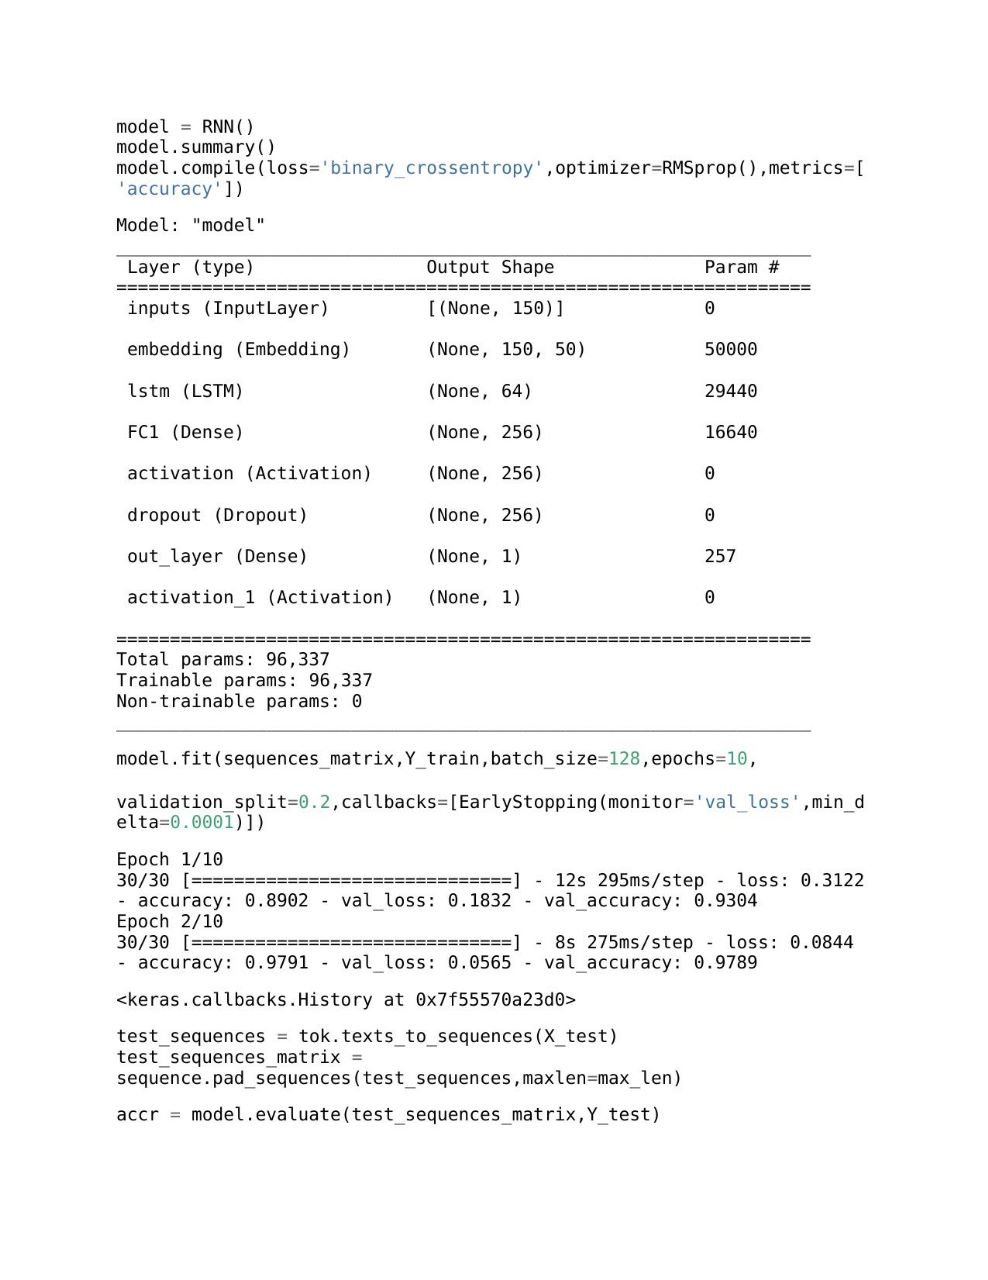 model = RNN()
model.summary()
model.compile(loss='binary_crossentropy',optimizer=RMSprop(),metrics=[
'accuracy'])
Model: "model"
_________________________________________________________________
Layer (type) Output Shape Param #
=================================================================
inputs (InputLayer) [(None, 150)] 0
embedding (Embedding) (None, 150, 50) 50000
lstm (LSTM) (None, 64) 29440
FC1 (Dense) (None, 256) 16640
activation (Activation) (None, 256) 0
dropout (Dropout) (None, 256) 0
out_layer (Dense) (None, 1) 257
activation_1 (Activation) (None, 1) 0
=================================================================
Total params: 96,337
Trainable params: 96,337
Non-trainable params: 0
_________________________________________________________________
model.fit(sequences_matrix,Y_train,batch_size=128,epochs=10,
validation_split=0.2,callbacks=[EarlyStopping(monitor='val_loss',min_d
elta=0.0001)])
Epoch 1/10
30/30 [==============================] - 12s 295ms/step - loss: 0.3122
- accuracy: 0.8902 - val_loss: 0.1832 - val_accuracy: 0.9304
Epoch 2/10
30/30 [==============================] - 8s 275ms/step - loss: 0.0844
- accuracy: 0.9791 - val_loss: 0.0565 - val_accuracy: 0.9789
<keras.callbacks.History at 0x7f55570a23d0>
test_sequences = tok.texts_to_sequences(X_test)
test_sequences_matrix =
sequence.pad_sequences(test_sequences,maxlen=max_len)
accr = model.evaluate(test_sequences_matrix,Y_test)